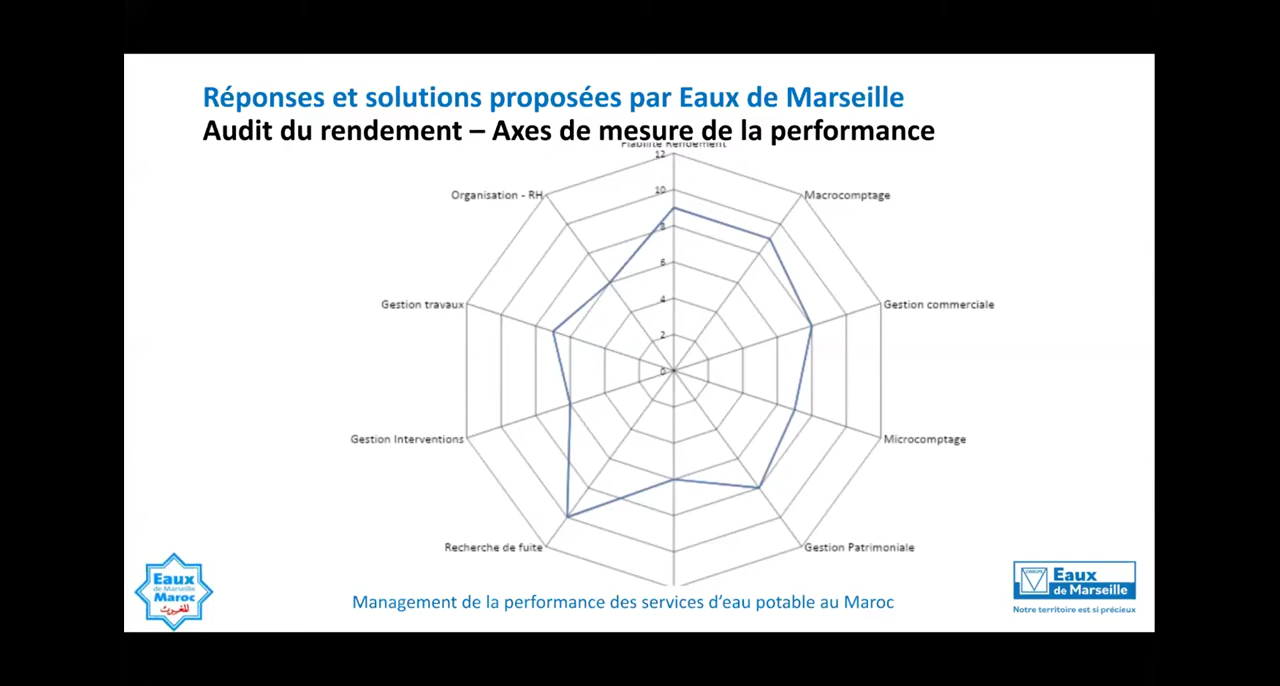 Réponses et solutions proposées par Eaux de Marseille
Audit du rendement – Axes de mesure de la performance
Fiabilité Rendement
12
Organisation - RH
Macrocomptage
10
8
6
Gestion travaux
Gestion commerciale
4
2
0
Gestion Interventions
Microcomptage
Recherche de fuite
Gestion Patrimoniale
Eaux
de Marseille
Maroc
المغرب
Management de la performance des services d’eau potable au Maroc
GROUPE
Eaux
de Marseille
Notre territoire est si précieux